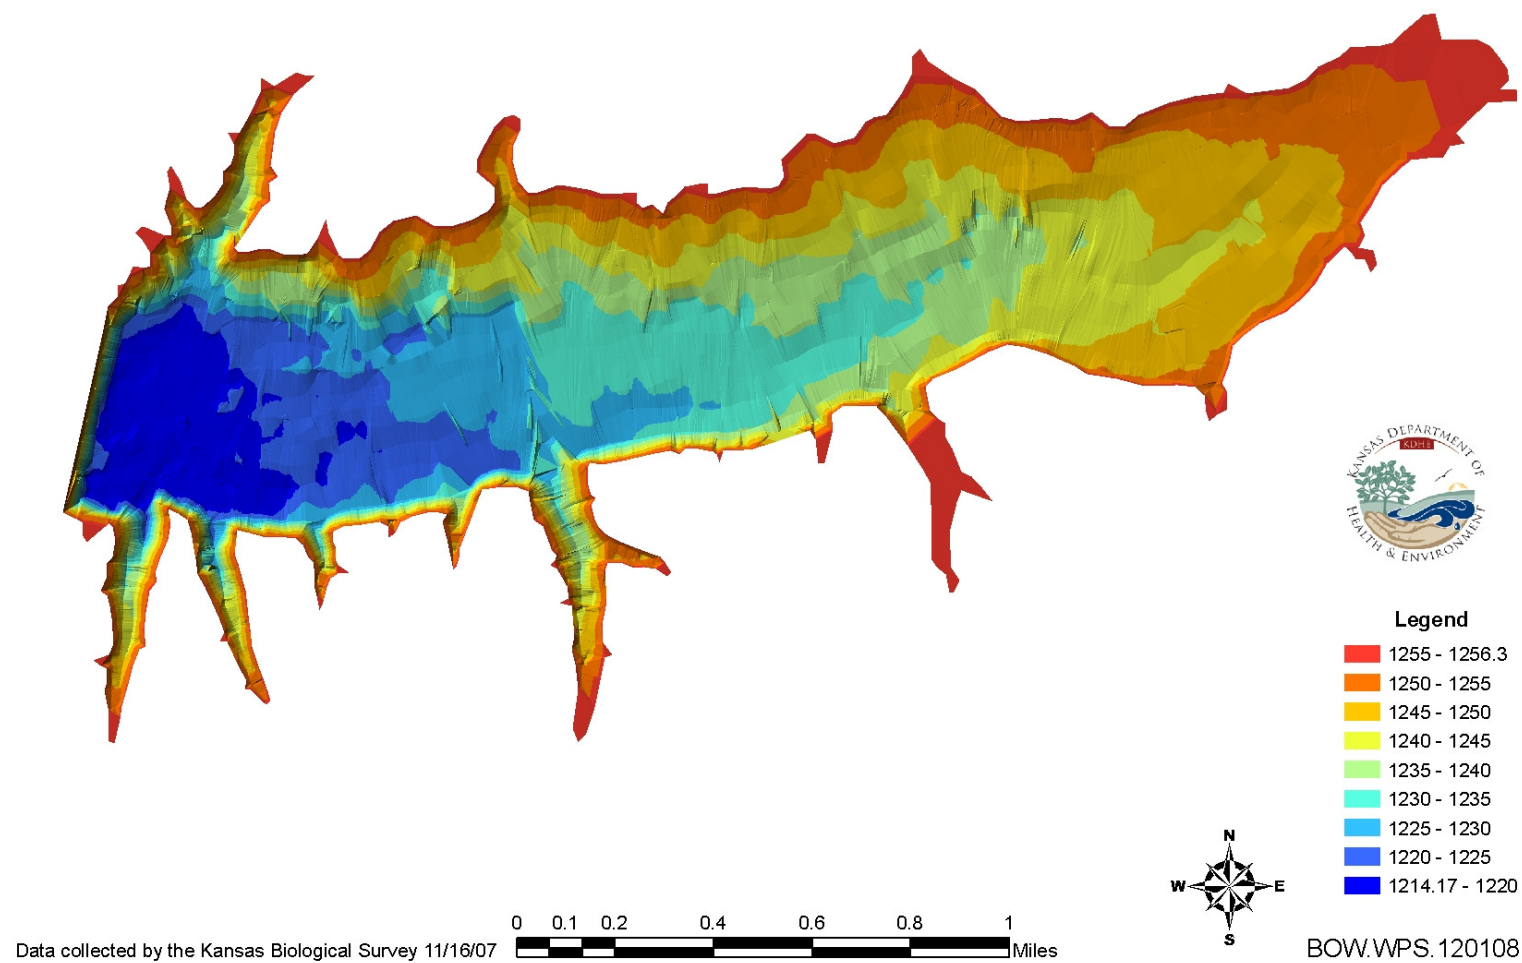 KANSAS DEPARTMENT OF
KDHE
HEALTH & ENVIRONMENT
Legend
1255 - 1256.3
1250 - 1255
1245 - 1250
1240 - 1245
1235 - 1240
1230 - 1235
1225 - 1230
1220 - 1225
1214.17 - 1220
N
W E
S
0 0.1 0.2 0.4 0.6 0.8 1
Miles
Data collected by the Kansas Biological Survey 11/16/07
BOW.WPS.120108